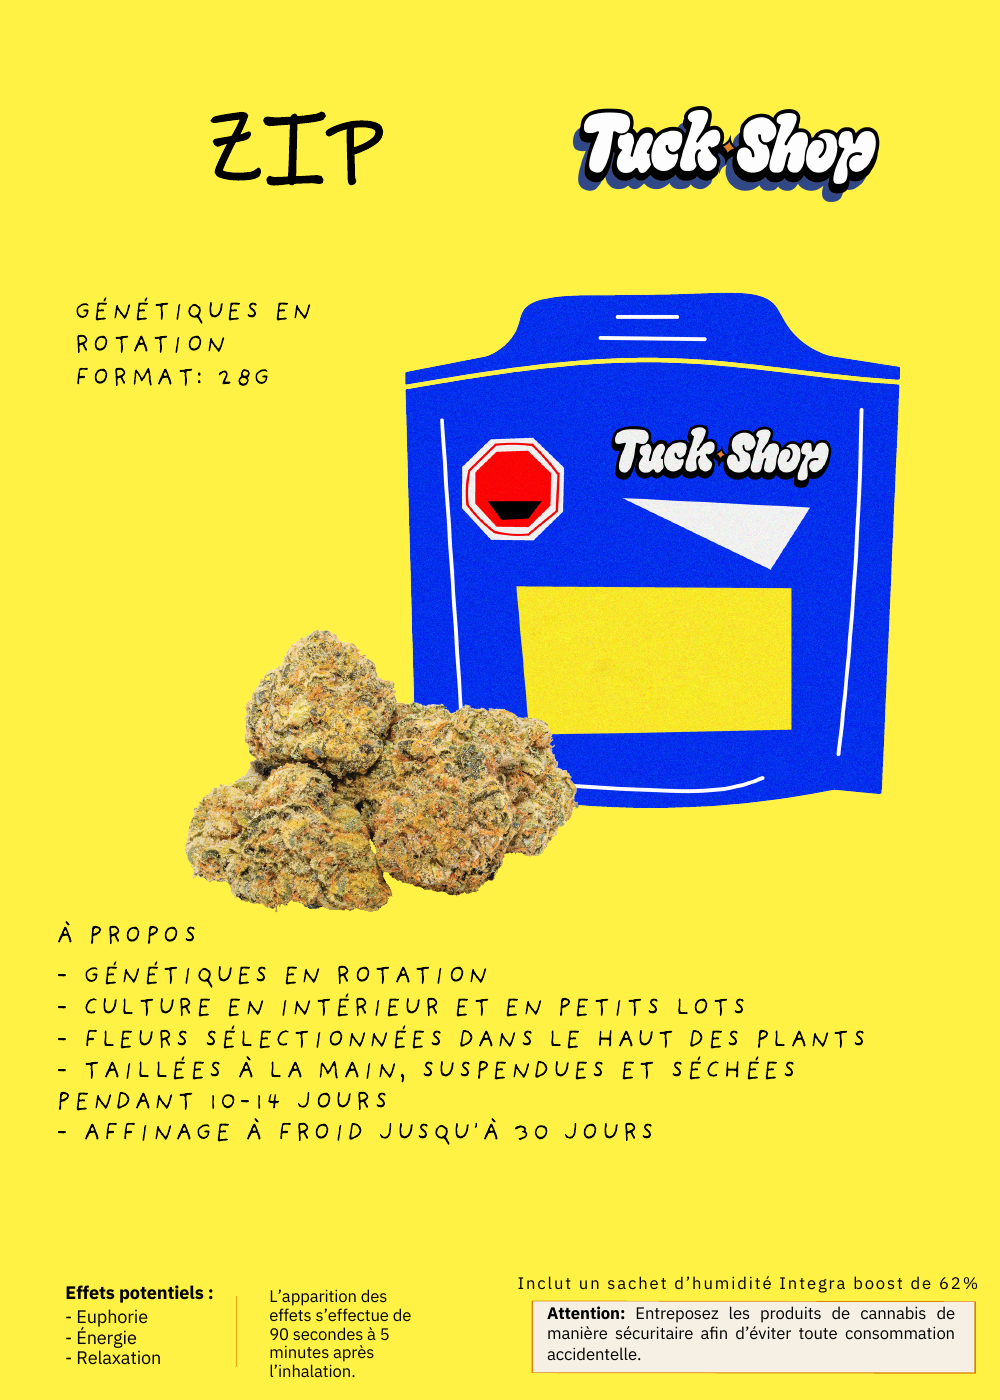 ZIP
Tuck Shop
GÉNÉTIQUES EN
ROTATION
FORMAT: 28G
Tuck Shop
À PROPOS
- GÉNÉTIQUES EN ROTATION
- CULTURE EN INTÉRIEUR ET EN PETITS LOTS
- FLEURS SÉLECTIONNÉES DANS LE HAUT DES PLANTS
- TAILLÉES À LA MAIN, SUSPENDUES ET SÉCHÉES
PENDANT 10-14 JOURS
- AFFINAGE À FROID JUSQU'À 30 JOURS
Effets potentiels :
- Euphorie
- Énergie
- Relaxation
L’apparition des
effets s’effectue de
90 secondes à 5
minutes après
l’inhalation.
Inclut un sachet d’humidité Integra boost de 62%
Attention: Entreposez les produits de cannabis de
manière sécuritaire afin d’éviter toute consommation
accidentelle.